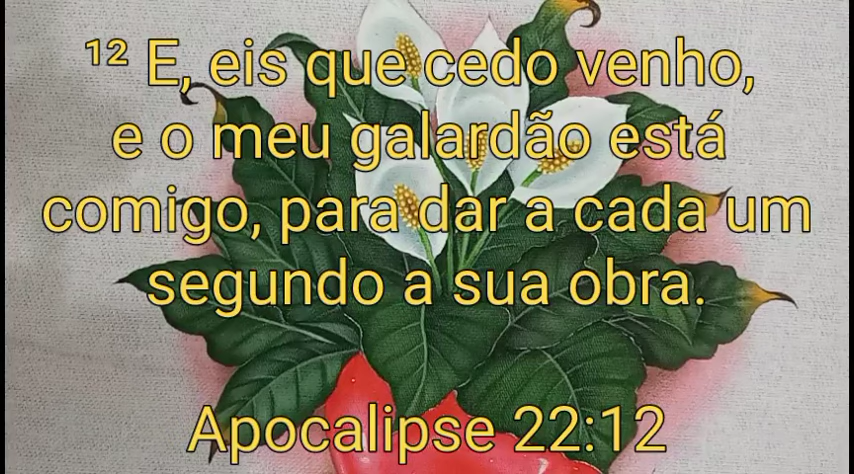 ¹² E, eis que cedo venho,
e o meu galardão está
comigo, para dar a cada um
segundo a sua obra.
Apocalipse 22:12